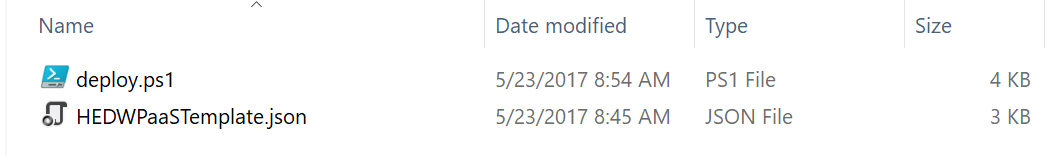 Name Date modified Type Size
deploy.ps1 5/23/2017 8:54 AM PS1 File 4 KB
HEDWPaaSTemplate.json 5/23/2017 8:45 AM JSON File 3 KB